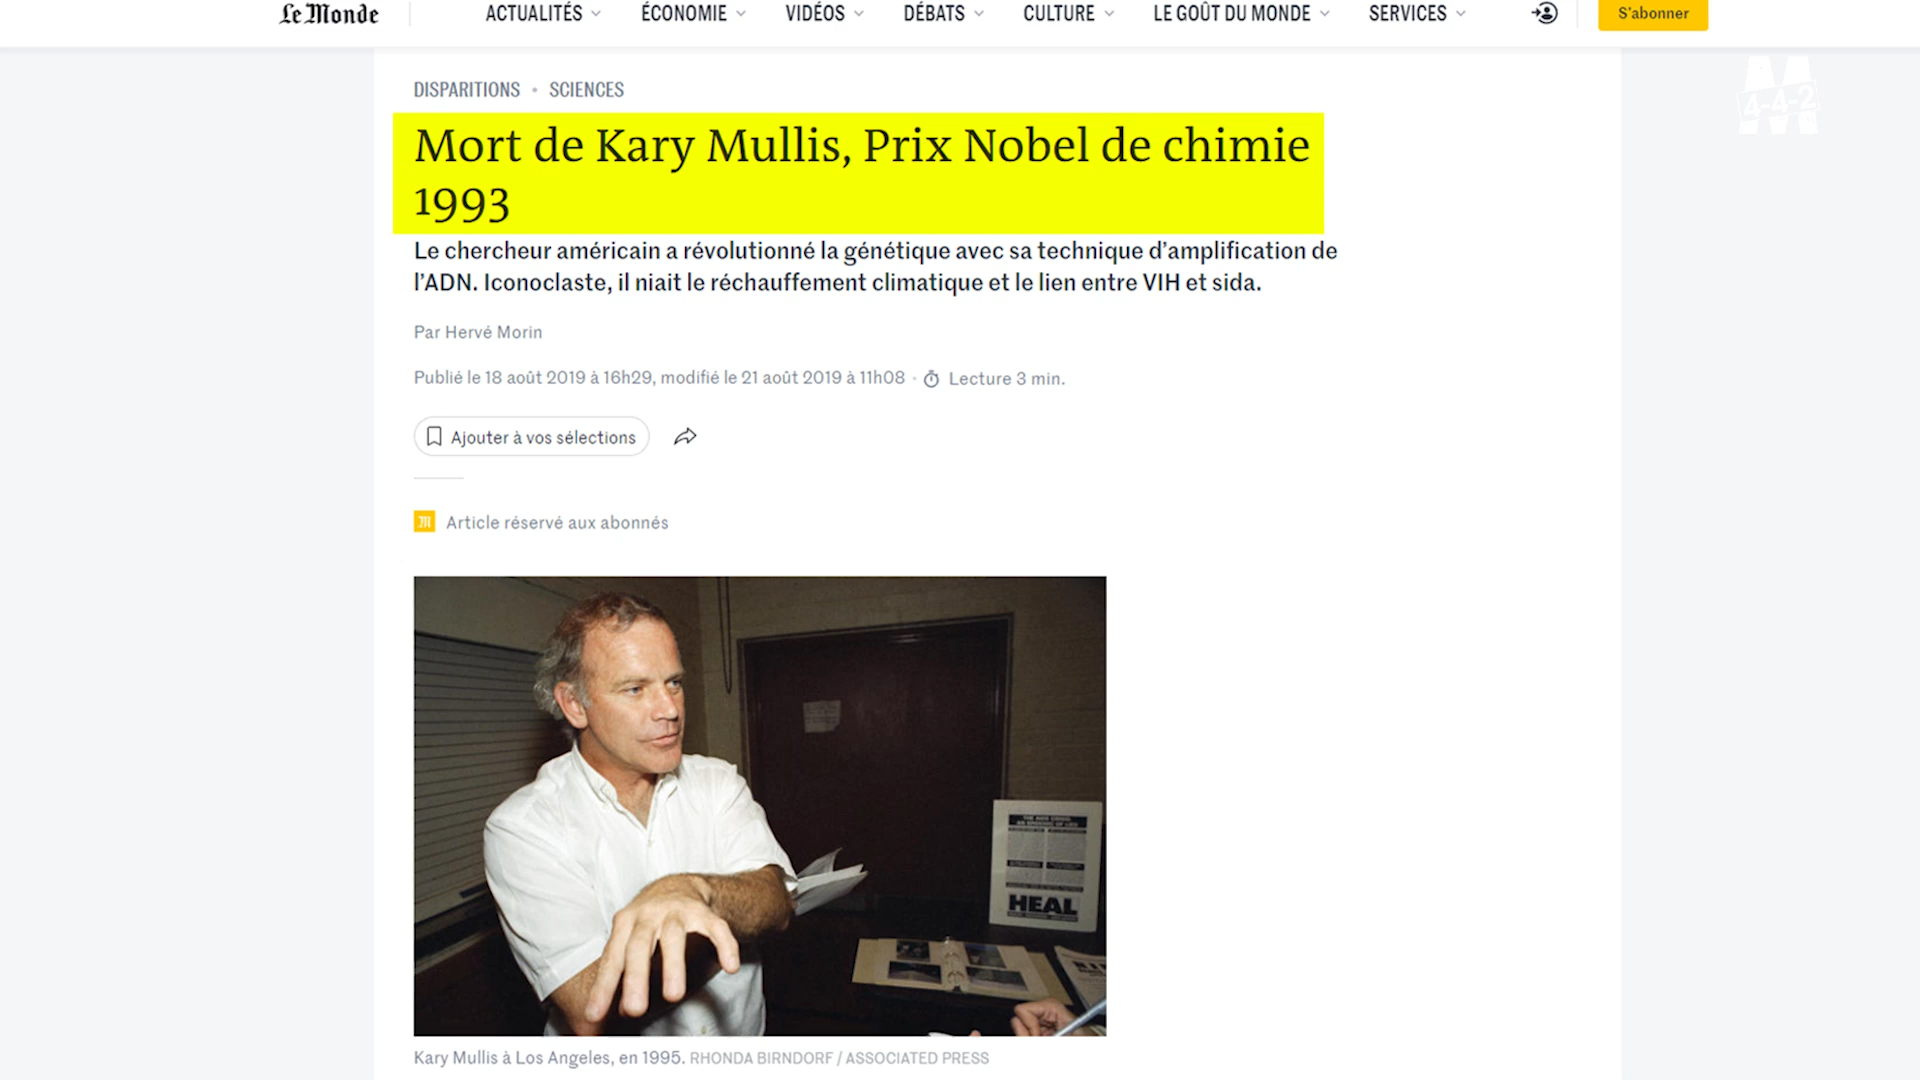 Le Monde
ACTUALITÉS
ÉCONOMIE
VIDÉOS
DÉBATS
CULTURE
LE GOÛT DU MONDE
SERVICES
S'abonner
4-4-2
DISPARITIONS • SCIENCES
Mort de Kary Mullis, Prix Nobel de chimie
1993
Le chercheur américain a révolutionné la génétique avec sa technique d’amplification de
l’ADN. Iconoclaste, il niait le réchauffement climatique et le lien entre VIH et sida.
Par Hervé Morin
Publié le 18 août 2019 à 16h29, modifié le 21 août 2019 à 11h08 • Lecture 3 min.
Ajouter à vos sélections
Article réservé aux abonnés
HEAL
Kary Mullis à Los Angeles, en 1995. RHONDA BIRNDORF / ASSOCIATED PRESS